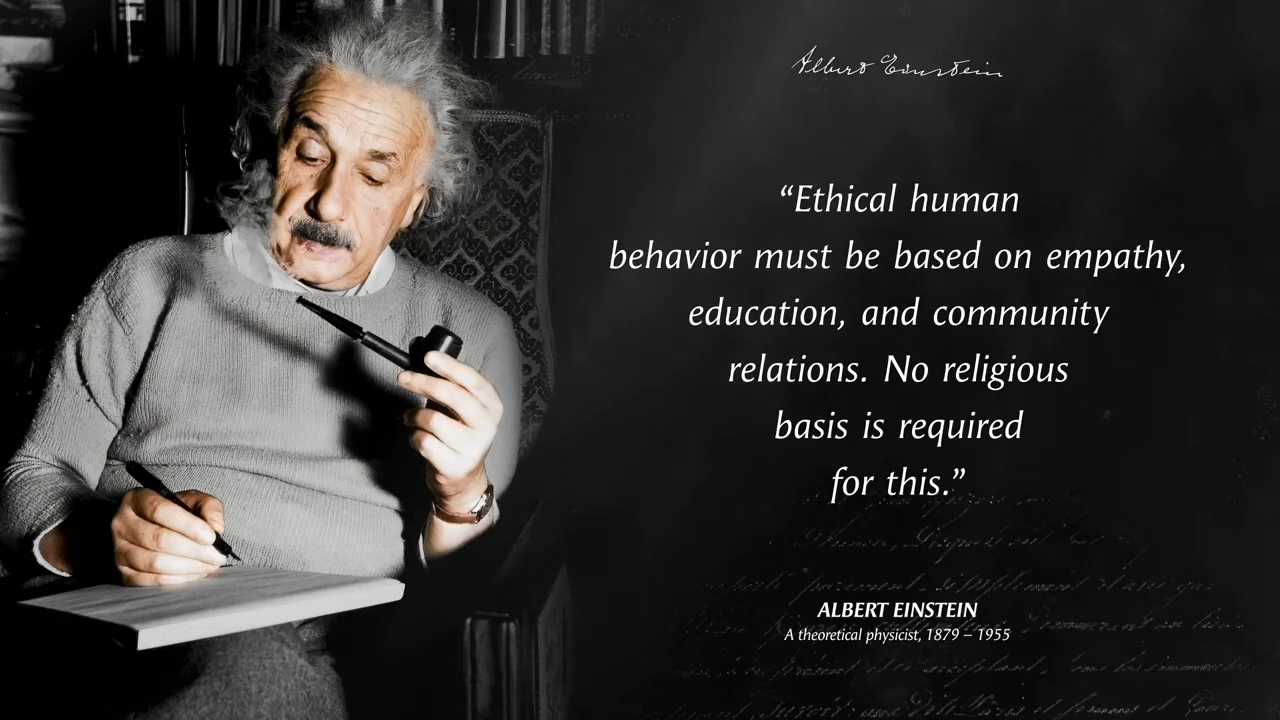 Albert Einstein
“Ethical human
behavior must be based on empathy,
education, and community
relations. No religious
basis is required
for this.”
ALBERT EINSTEIN
A theoretical physicist, 1879 – 1955